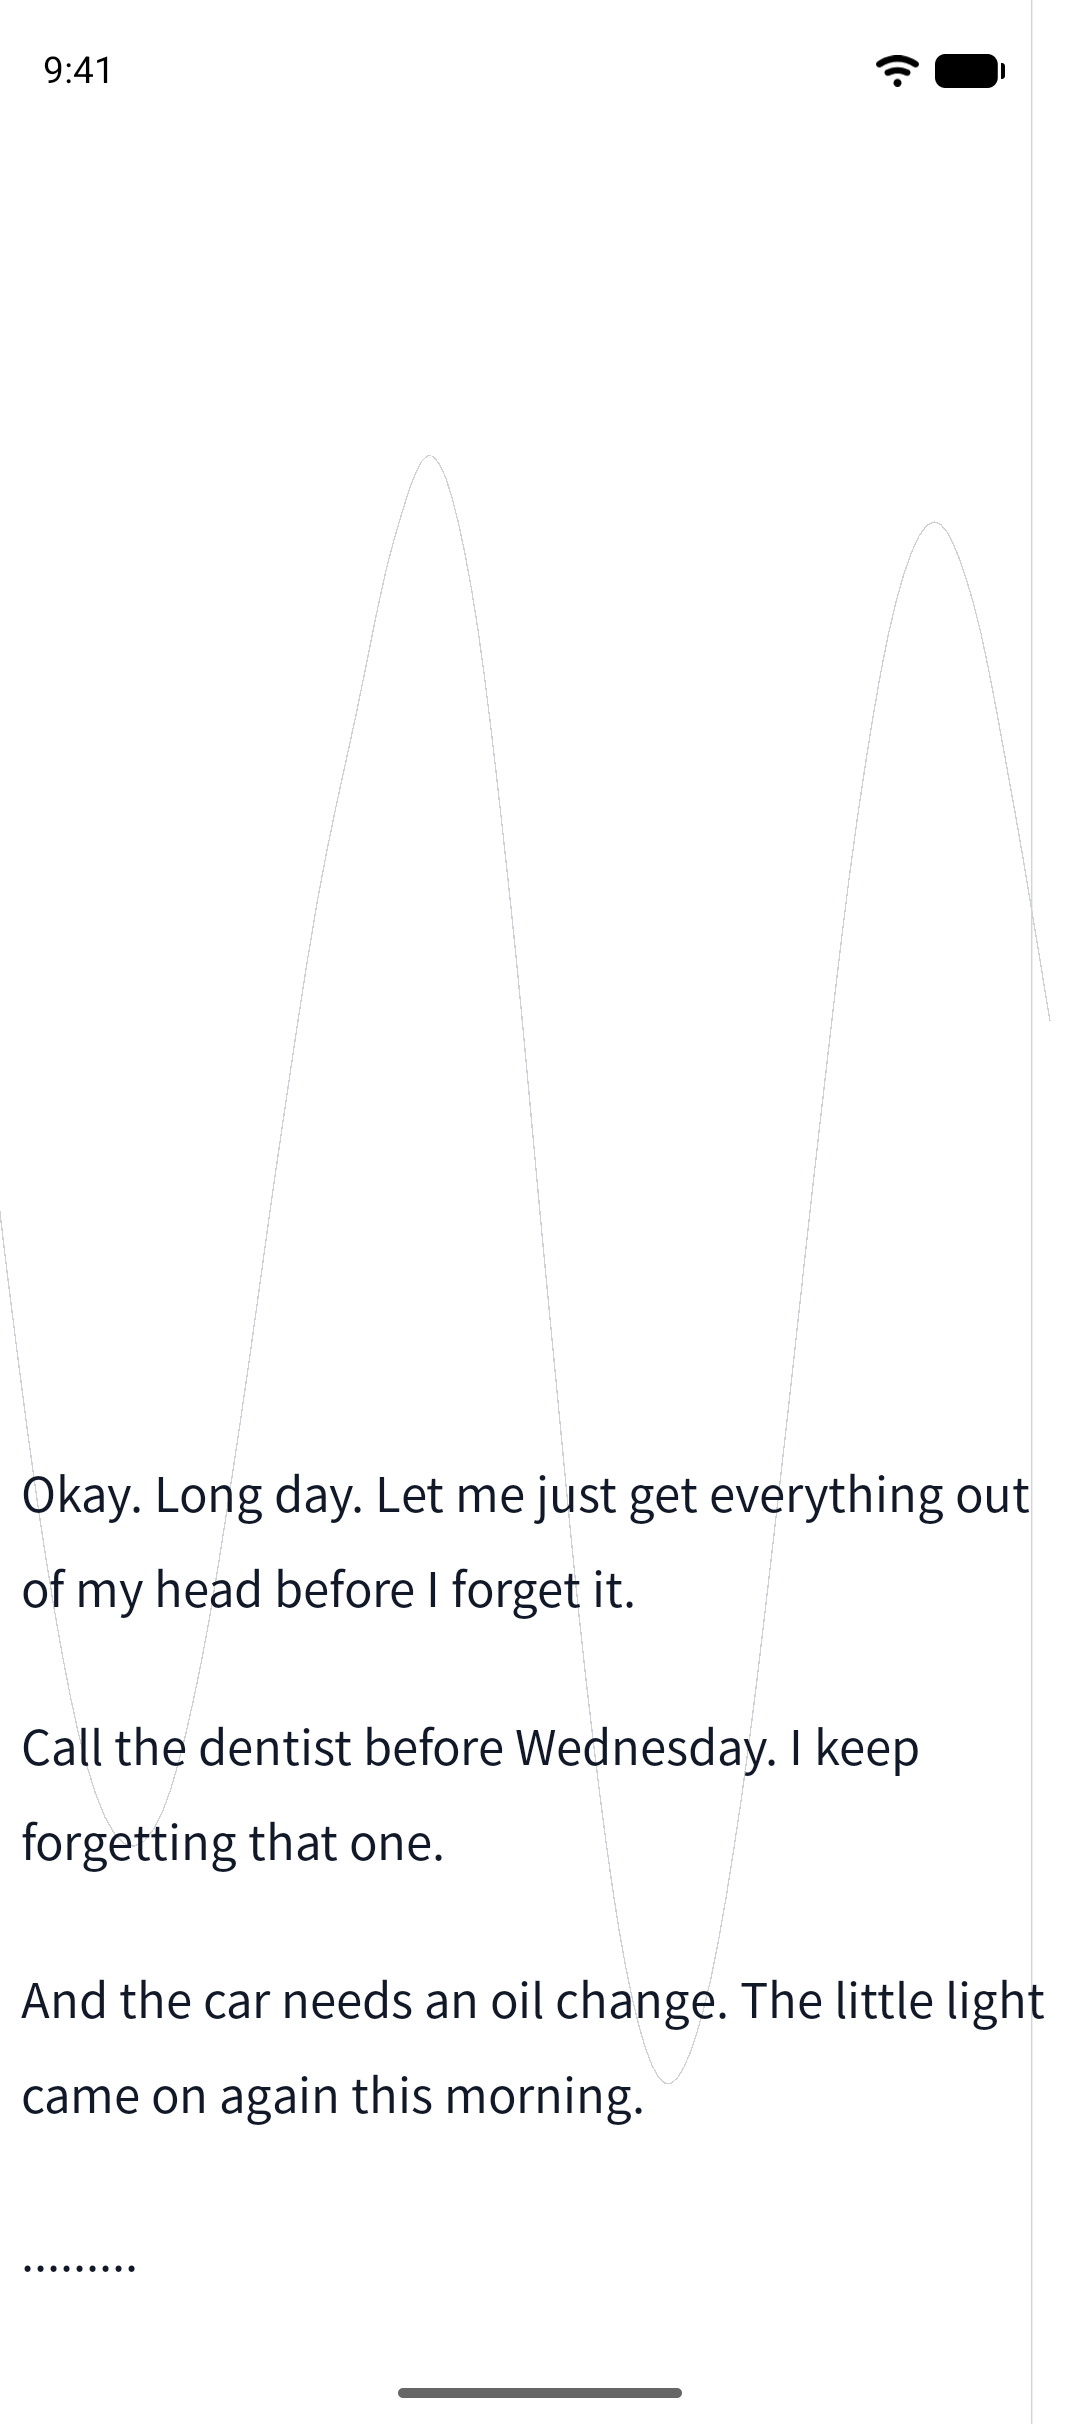 9:41
Okay. Long day. Let me just get everything out
of my head before I forget it.
Call the dentist before Wednesday. I keep
forgetting that one.
And the car needs an oil change. The little light
came on again this morning.
.........